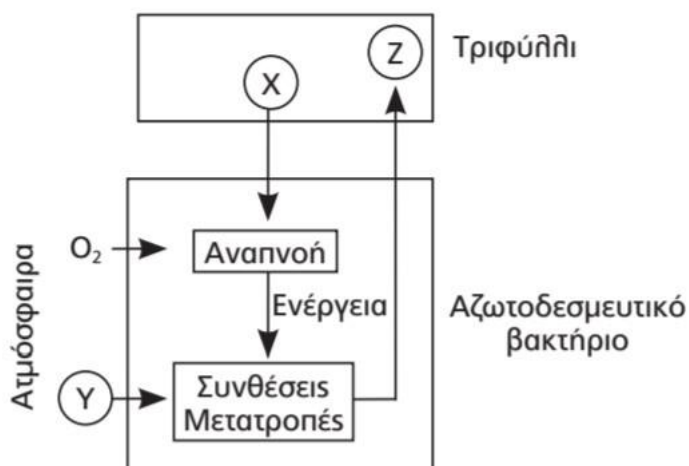 Z
Τριφύλλι
X
Ατμόσφαιρα
O₂
Αναπνοή
Ενέργεια
Αζωτοδεσμευτικό
βακτήριο
Y
Συνθέσεις
Μετατροπές